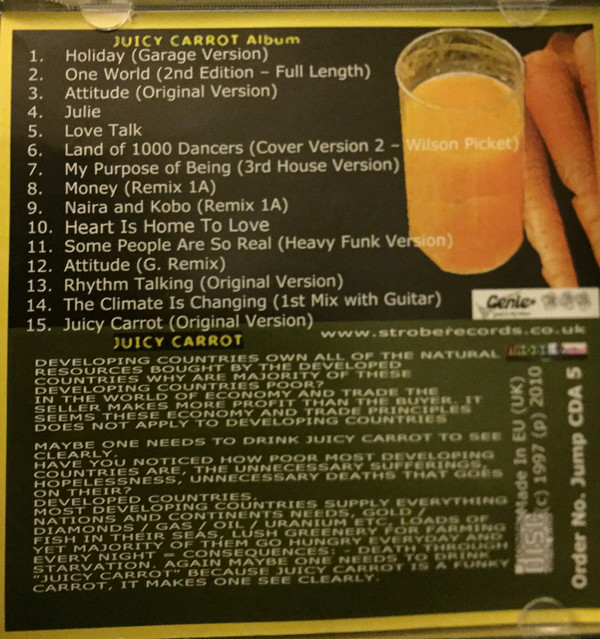 JUICY CARROT Album
1. Holiday (Garage Version)
2. One World (2nd Edition – Full Length)
3. Attitude (Original Version)
4. Julie
5. Love Talk
6. Land of 1000 Dancers (Cover Version 2 – Wilson Picket)
7. My Purpose of Being (3rd House Version)
8. Money (Remix 1A)
9. Naira and Kobo (Remix 1A)
10. Heart Is Home To Love
11. Some People Are So Real (Heavy Funk Version)
12. Attitude (G. Remix)
13. Rhythm Talking (Original Version)
14. The Climate Is Changing (1st Mix with Guitar)
15. Juicy Carrot (Original Version)
Genie
JUICY CARROT
www.stroberecords.co.uk
DEVELOPING COUNTRIES OWN ALL OF THE NATURAL
RESOURCES BOUGHT BY THE DEVELOPED
COUNTRIES WHY ARE MAJORITY OF THESE
DEVELOPING COUNTRIES POOR?
IN THE WORLD OF ECONOMY AND TRADE THE
SELLER MAKES MORE PROFIT THAN THE BUYER. IT
SEEMS THESE ECONOMY AND TRADE PRINCIPLES
DOES NOT APPLY TO DEVELOPING COUNTRIES
MAYBE ONE NEEDS TO DRINK JUICY CARROT TO SEE
CLEARLY.
HAVE YOU NOTICED HOW POOR MOST DEVELOPING
COUNTRIES ARE, THE UNNECESSARY SUFFERINGS,
HOPELESSNESS, UNNECESSARY DEATHS THAT GOES
ON THEIR?
DEVELOPED COUNTRIES.
MOST DEVELOPING COUNTRIES SUPPLY EVERYTHING
NATIONS AND CONTINENTS NEEDS, GOLD /
DIAMONDS / GAS / OIL / URANIUM ETC, LOADS OF
FISH IN THEIR SEAS, LUSH GREENERY FOR FARMING
YET MAJORITY OF THEM GO HUNGRY EVERYDAY AND
EVERY NIGHT – CONSEQUENCES: - DEATH THROUGH
STARVATION. AGAIN MAYBE ONE NEEDS TO DRINK
"JUICY CARROT" BECAUSE JUICY CARROT IS A FUNKY
CARROT, IT MAKES ONE SEE CLEARLY.
Made in EU (UK)
(c) 1997 (p) 2010
Order No. Jump CDA 5
disc